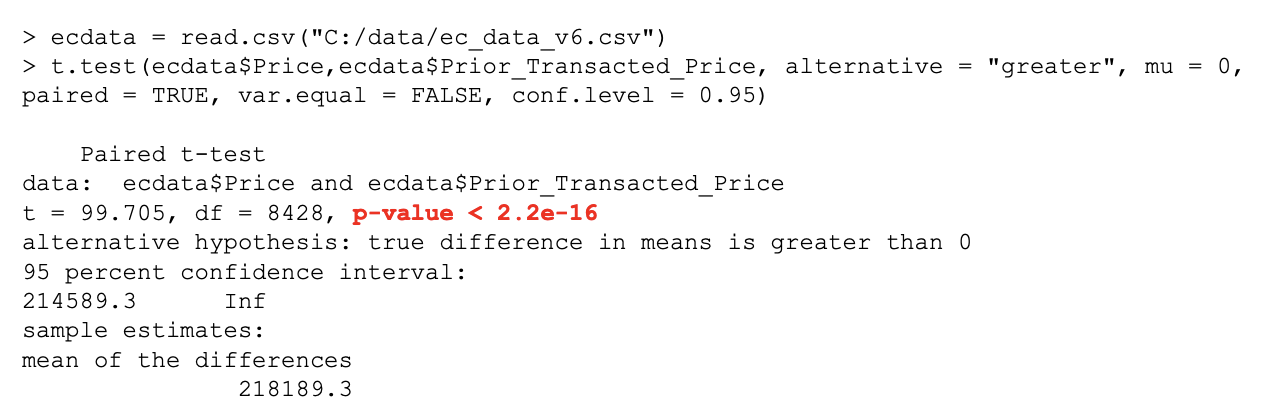 > ecdata = read.csv("C:/data/ec_data_v6.csv")
> t.test(ecdata$Price,ecdata$Prior_Transacted_Price, alternative = "greater", mu = 0,
paired = TRUE, var.equal = FALSE, conf.level = 0.95)
Paired t-test
data:  ecdata$Price and ecdata$Prior_Transacted_Price
t = 99.705, df = 8428, p-value < 2.2e-16
alternative hypothesis: true difference in means is greater than 0
95 percent confidence interval:
214589.3      Inf
sample estimates:
mean of the differences
218189.3